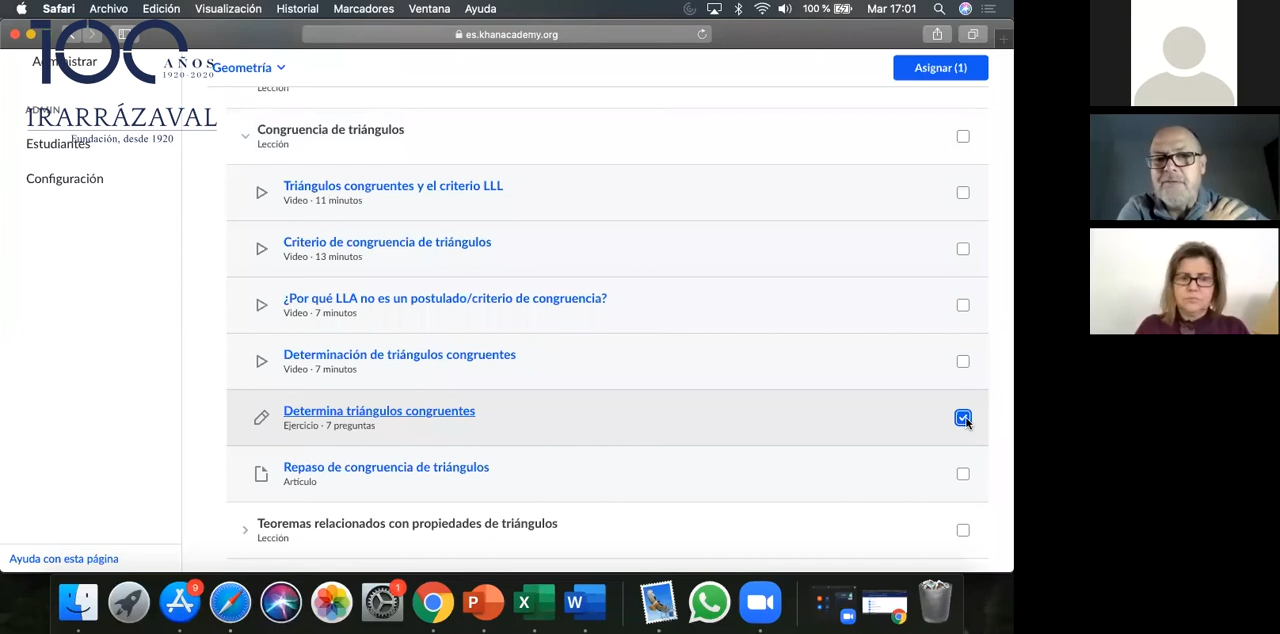 Safari Archivo Edición Visualización Historial Marcadores Ventana Ayuda 100 % Mar 17:01
es.khanacademy.org
100 AÑOS
1920-2020
IRARRÁZAVAL
Fundación, desde 1920
Administrar
ADMIN
Estudiantes
Configuración
Ayuda con esta página
Geometría
Asignar (1)
Lección
Congruencia de triángulos
Lección
Triángulos congruentes y el criterio LLL
Video · 11 minutos
Criterio de congruencia de triángulos
Video · 13 minutos
¿Por qué LLA no es un postulado/criterio de congruencia?
Video · 7 minutos
Determinación de triángulos congruentes
Video · 7 minutos
Determina triángulos congruentes
Ejercicio · 7 preguntas
Repaso de congruencia de triángulos
Artículo
Teoremas relacionados con propiedades de triángulos
Lección
9
1
P
X
W